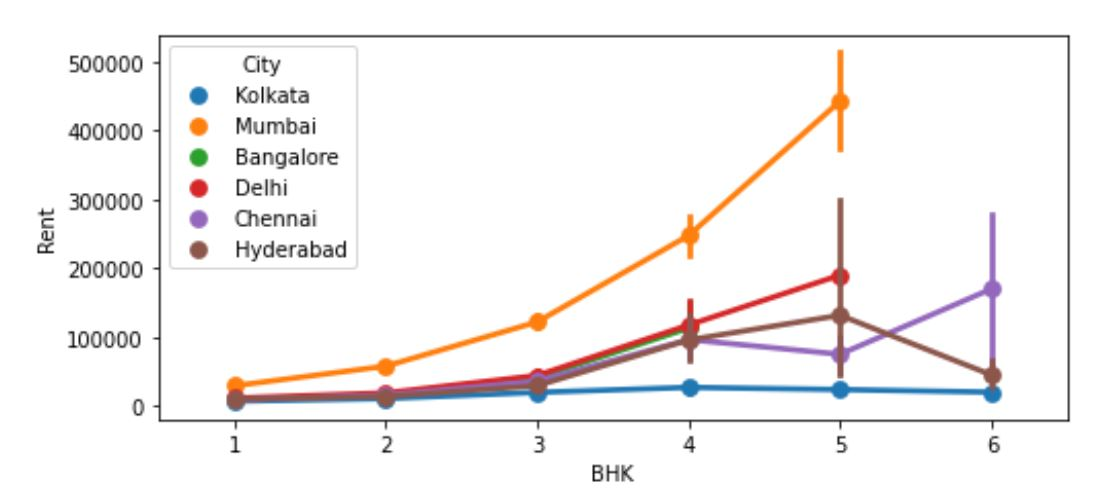 500000
400000
300000
200000
100000
0
Rent
City
Kolkata
Mumbai
Bangalore
Delhi
Chennai
Hyderabad
1 2 3 4 5 6
BHK